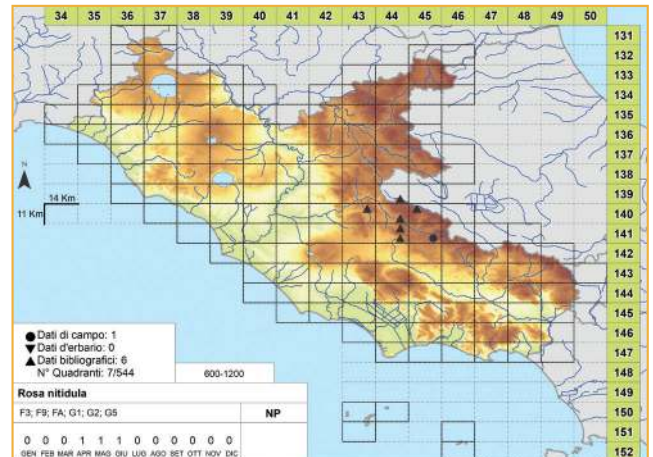 34 35 36 37 38 39 40 41 42 43 44 45 46 47 48 49 50
131
132
133
134
135
136
137
138
139
140
141
142
143
144
145
146
147
148
149
150
151
152
N
14 Km
11 Km
Dati di campo: 1
Dati d'erbario: 0
Dati bibliografici: 6
N° Quadranti: 7/544
600-1200
Rosa nitidula
F3; F9; FA; G1; G2; G5
NP
0 0 0 1 1 1 0 0 0 0 0 0
GEN FEB MAR APR MAG GIU LUG AGO SET OTT NOV DIC